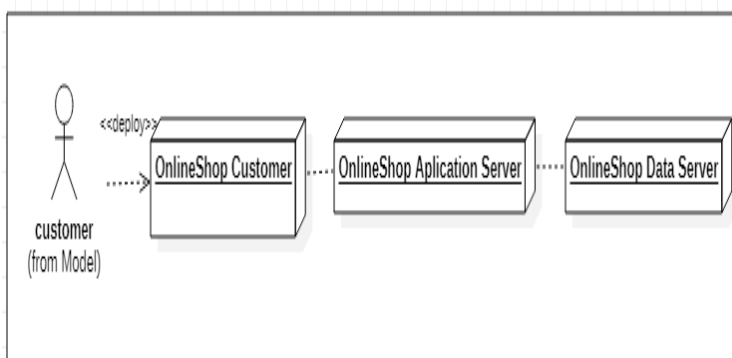 <<deploy>>
OnlineShop Customer
OnlineShop Aplication Server
OnlineShop Data Server
customer
(from Model)